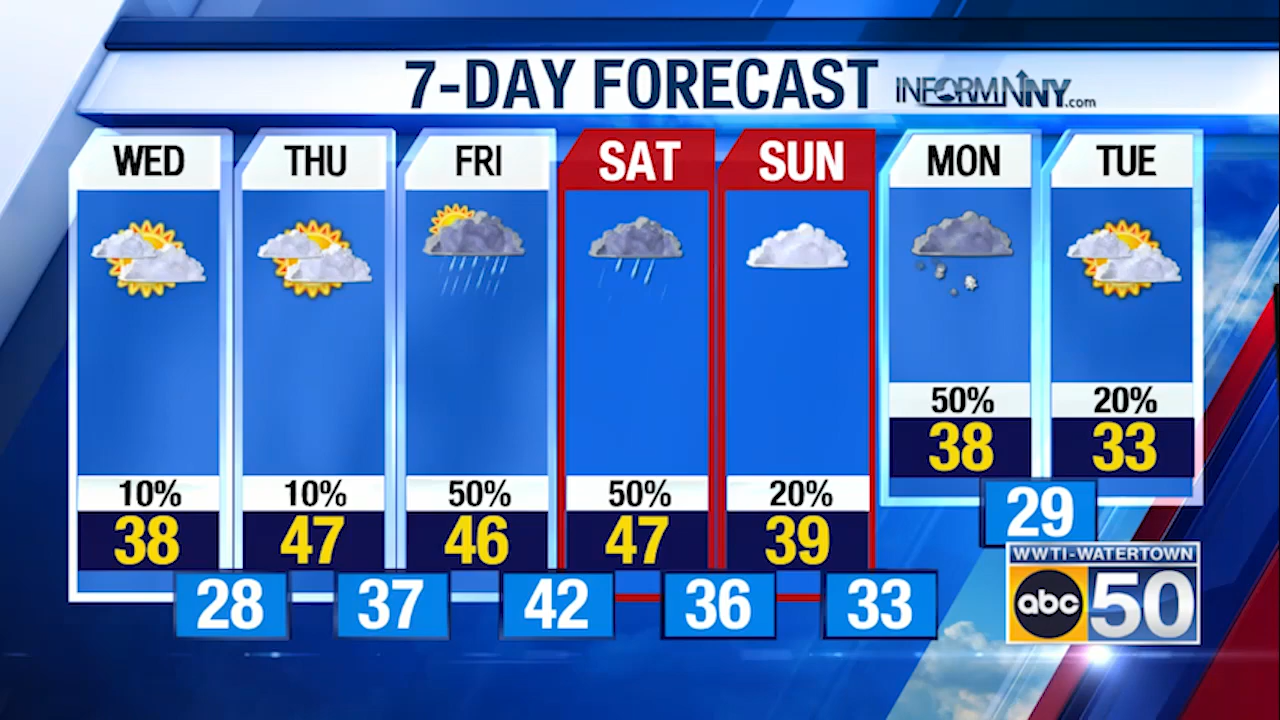 7-DAY FORECAST INFORMNNY.com
WED THU FRI SAT SUN MON TUE
50% 20%
38 33
10% 10% 50% 50% 20%
38 47 46 47 39
29
28 37 42 36 33
WWTI-WATERTOWN
abc 50